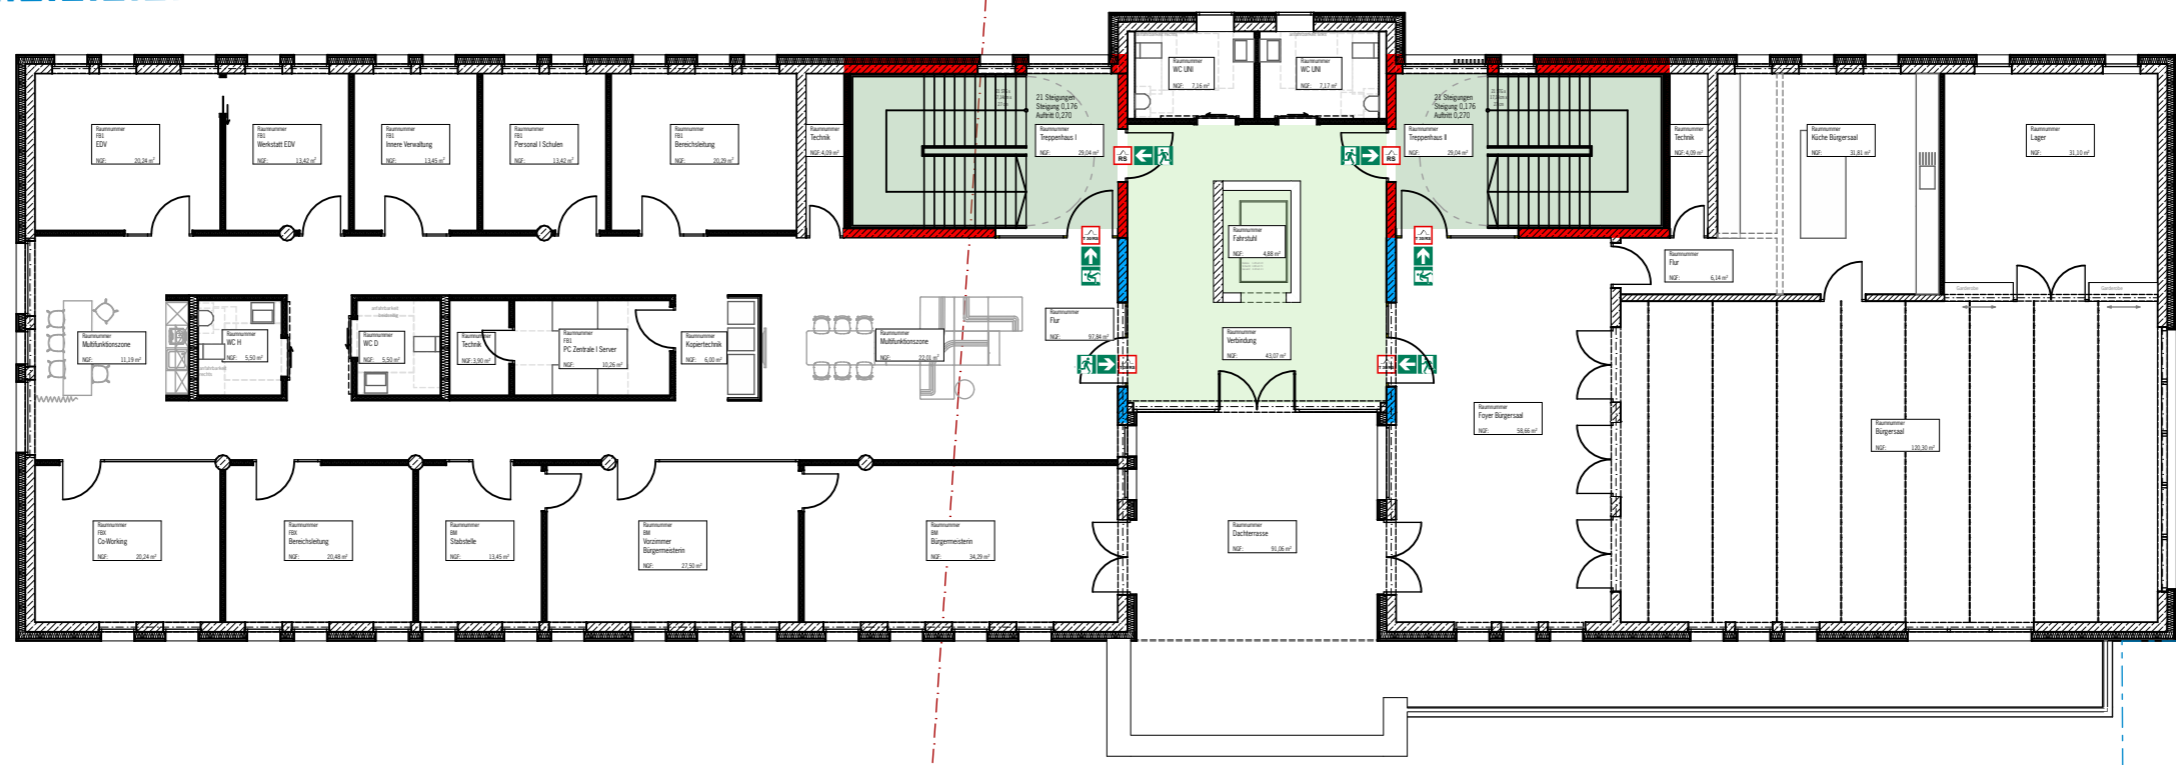 Raumnummer
WC UNI
NGF: 7,16 m²
Raumnummer
WC UNI
NGF: 7,17 m²
21 Steigungen
Steigung 0,176
Auftritt 0,270
21 Steigungen
Steigung 0,176
Auftritt 0,270
Raumnummer
FB1
EDV
NGF: 20,24 m²
Raumnummer
FB1
Werkstatt EDV
NGF: 13,42 m²
Raumnummer
FB1
Innere Verwaltung
NGF: 13,45 m²
Raumnummer
FB1
Personal I Schulen
NGF: 13,42 m²
Raumnummer
FB1
Bereichsleitung
NGF: 20,29 m²
Raumnummer
Technik
NGF: 4,09 m²
Raumnummer
Treppenhaus I
NGF: 29,04 m²
RS
RS
Raumnummer
Treppenhaus II
NGF: 29,04 m²
Raumnummer
Technik
NGF: 4,09 m²
Raumnummer
Küche Bürgersaal
NGF: 31,81 m²
Raumnummer
Lager
NGF: 31,10 m²
Raumnummer
Fahrstuhl
NGF: 4,88 m²
T 30/RS
T 30/RS
Raumnummer
Flur
NGF: 6,14 m²
Garderobe
Garderobe
Raumnummer
Multifunktionszone
NGF: 11,19 m²
Raumnummer
WC H
NGF: 5,50 m²
Raumnummer
WC D
NGF: 5,50 m²
Raumnummer
Technik
NGF: 3,90 m²
Raumnummer
FB1
PC Zentrale I Server
NGF: 10,26 m²
Raumnummer
Kopiertechnik
NGF: 6,00 m²
Raumnummer
Multifunktionszone
NGF: 22,01 m²
Raumnummer
Flur
NGF: 97,84 m²
Raumnummer
Verbindung
NGF: 43,07 m²
T 30/RS
T 30/RS
Raumnummer
Foyer Bürgersaal
NGF: 58,66 m²
Raumnummer
Bürgersaal
NGF: 120,30 m²
Raumnummer
FBX
Co-Working
NGF: 20,24 m²
Raumnummer
FBX
Bereichsleitung
NGF: 20,48 m²
Raumnummer
BM
Stabstelle
NGF: 13,45 m²
Raumnummer
BM
Vorzimmer
Bürgermeisterin
NGF: 27,50 m²
Raumnummer
BM
Bürgermeisterin
NGF: 34,29 m²
Raumnummer
Dachterrasse
NGF: 91,06 m²